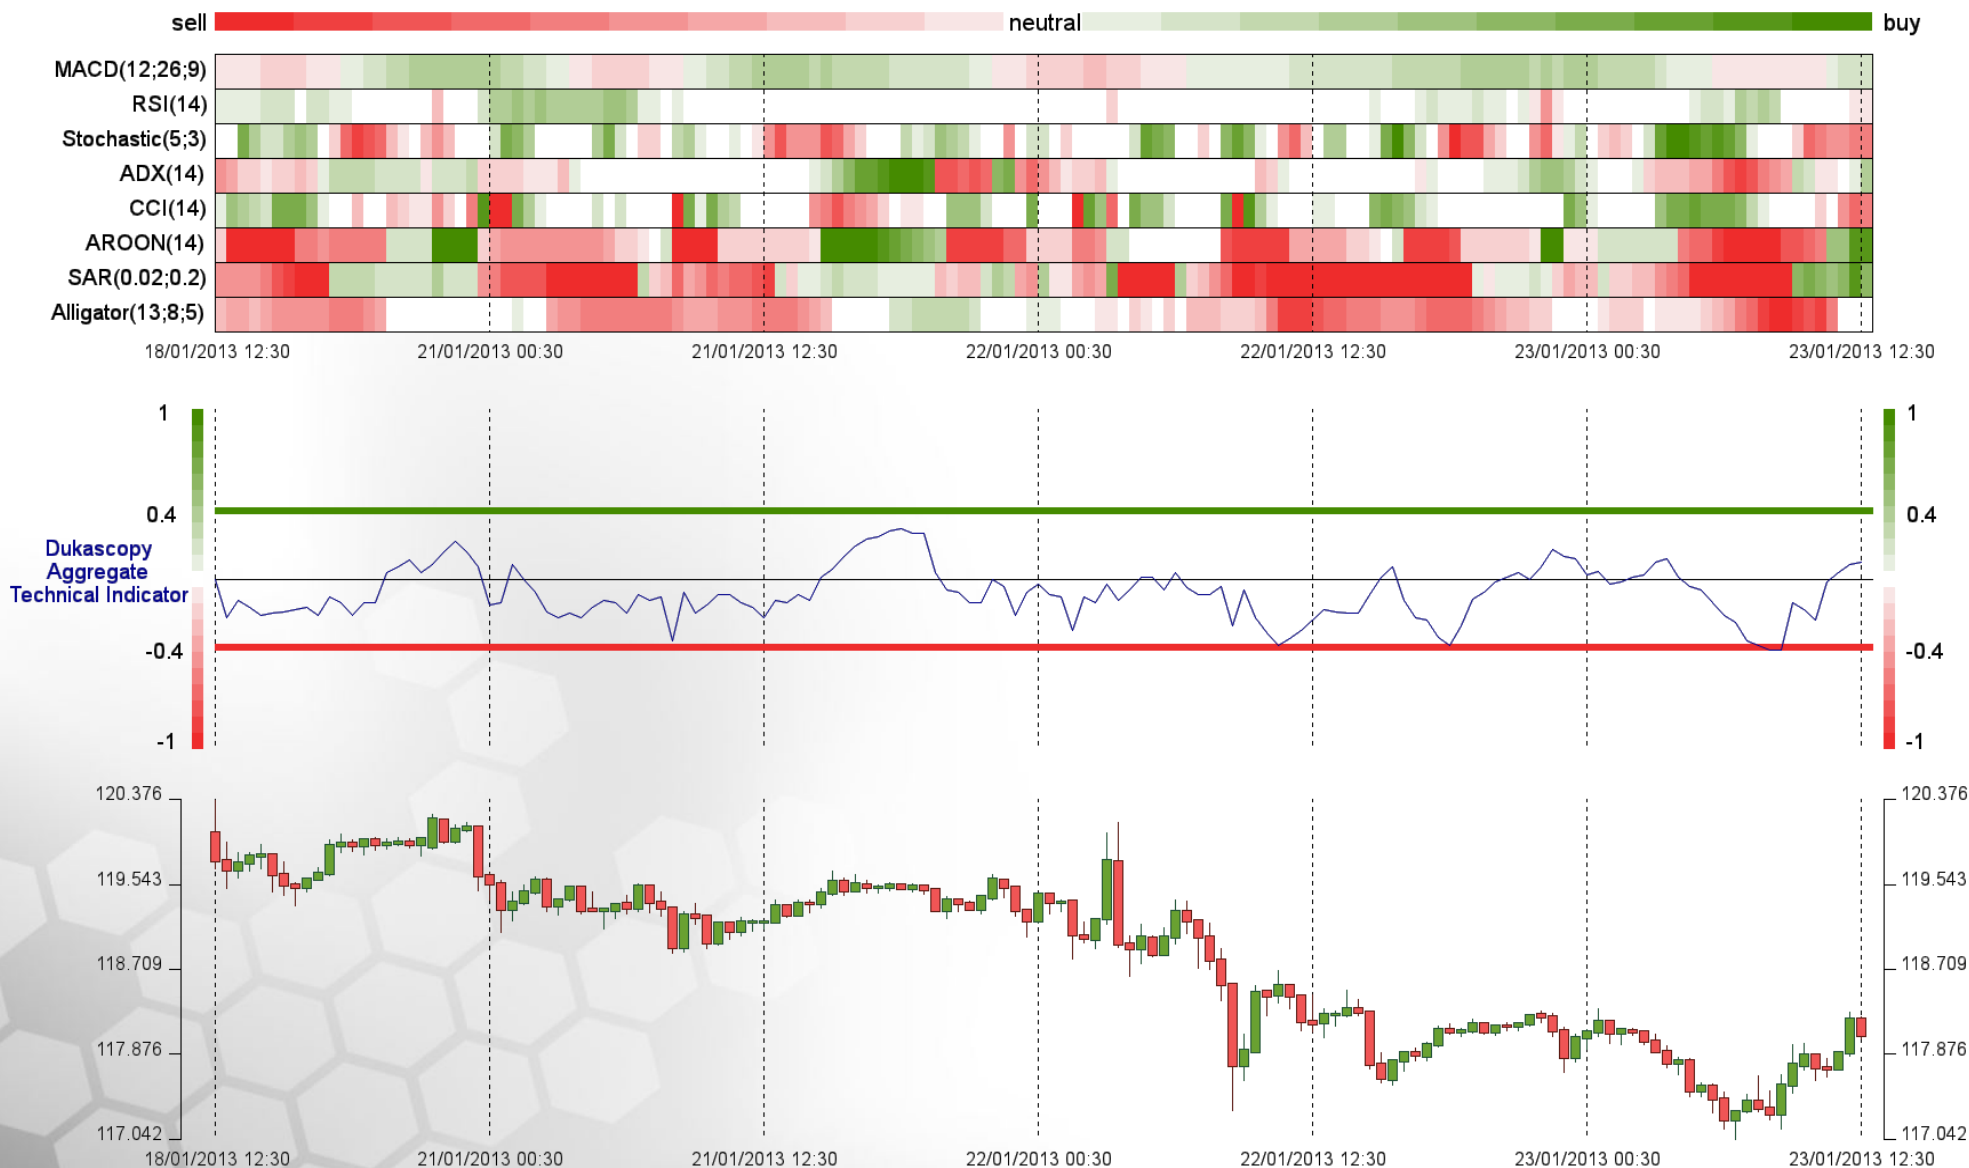 sell neutral buy
MACD(12;26;9)
RSI(14)
Stochastic(5;3)
ADX(14)
CCI(14)
AROON(14)
SAR(0.02;0.2)
Alligator(13;8;5)
18/01/2013 12:30 21/01/2013 00:30 21/01/2013 12:30 22/01/2013 00:30 22/01/2013 12:30 23/01/2013 00:30 23/01/2013 12:30
1 1
0.4 0.4
Dukascopy
Aggregate
Technical Indicator
-0.4 -0.4
-1 -1
120.376 120.376
119.543 119.543
118.709 118.709
117.876 117.876
117.042 117.042
18/01/2013 12:30 21/01/2013 00:30 21/01/2013 12:30 22/01/2013 00:30 22/01/2013 12:30 23/01/2013 00:30 23/01/2013 12:30